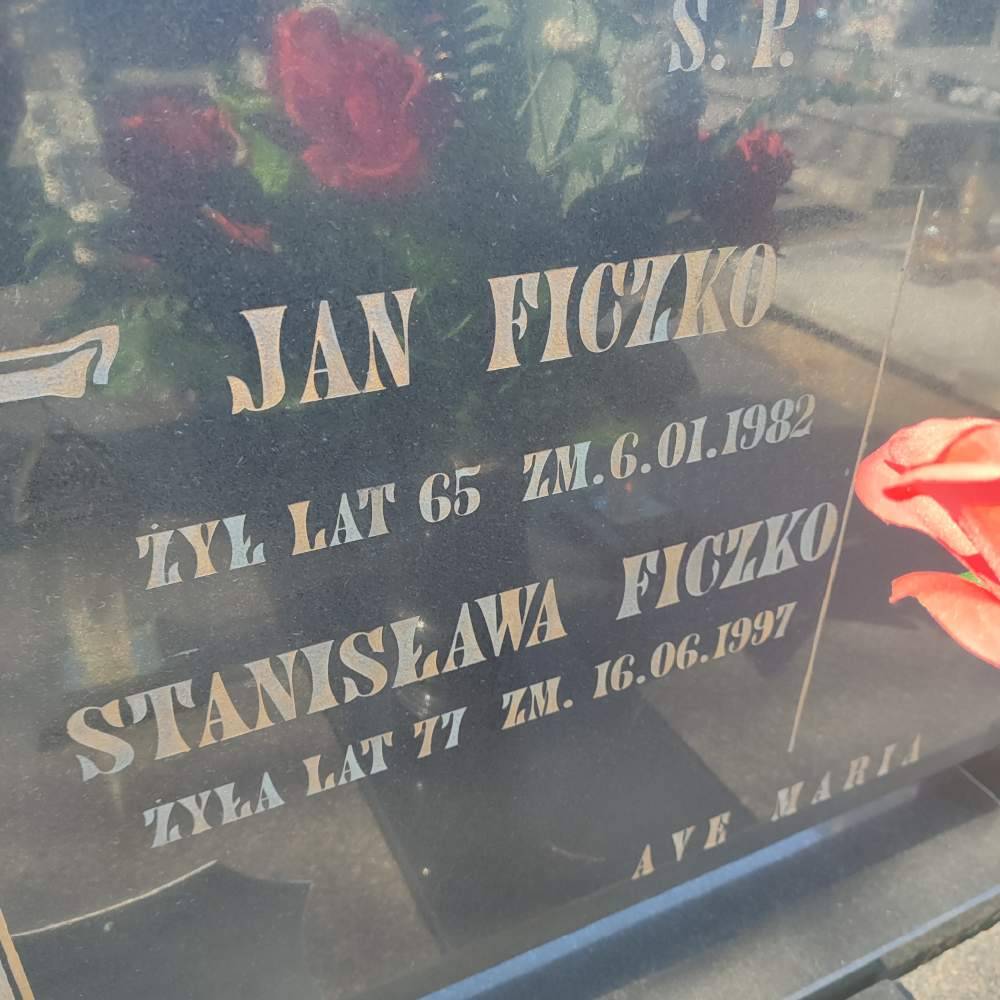 S. P.
JAN FICZKO
ŻYŁ LAT 65 ZM. 6.01.1982
STANISŁAWA FICZKO
ŻYŁA LAT 77 ZM. 16.06.1997
AVE MARIA